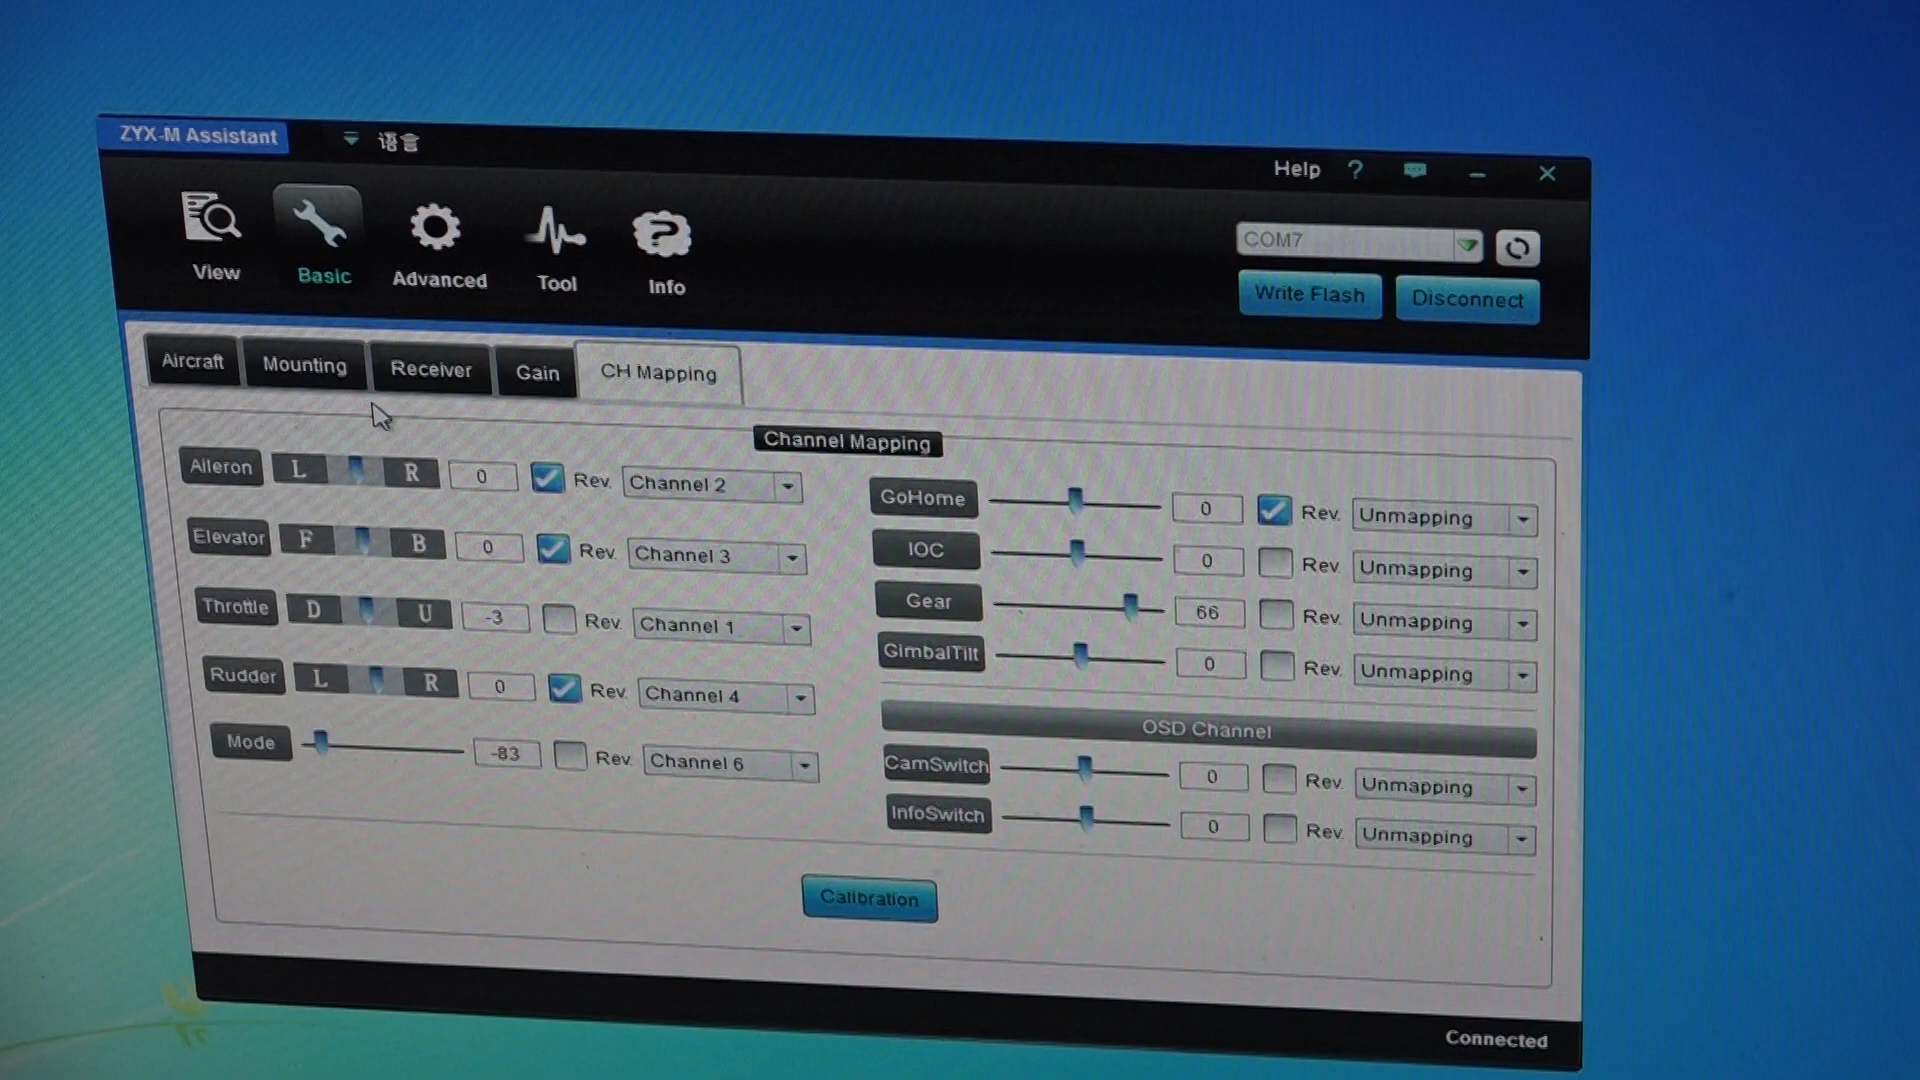 ZYX-M Assistant 语言
Help ?
View Basic Advanced Tool Info
COM7
Write Flash Disconnect
Aircraft Mounting Receiver Gain CH Mapping
Channel Mapping
Aileron L R 0 Rev. Channel 2
Elevator F B 0 Rev. Channel 3
Throttle D U -3 Rev. Channel 1
Rudder L R 0 Rev. Channel 4
Mode -83 Rev. Channel 6
GoHome 0 Rev. Unmapping
IOC 0 Rev. Unmapping
Gear 66 Rev. Unmapping
GimbalTilt 0 Rev. Unmapping
OSD Channel
CamSwitch 0 Rev. Unmapping
InfoSwitch 0 Rev. Unmapping
Calibration
Connected